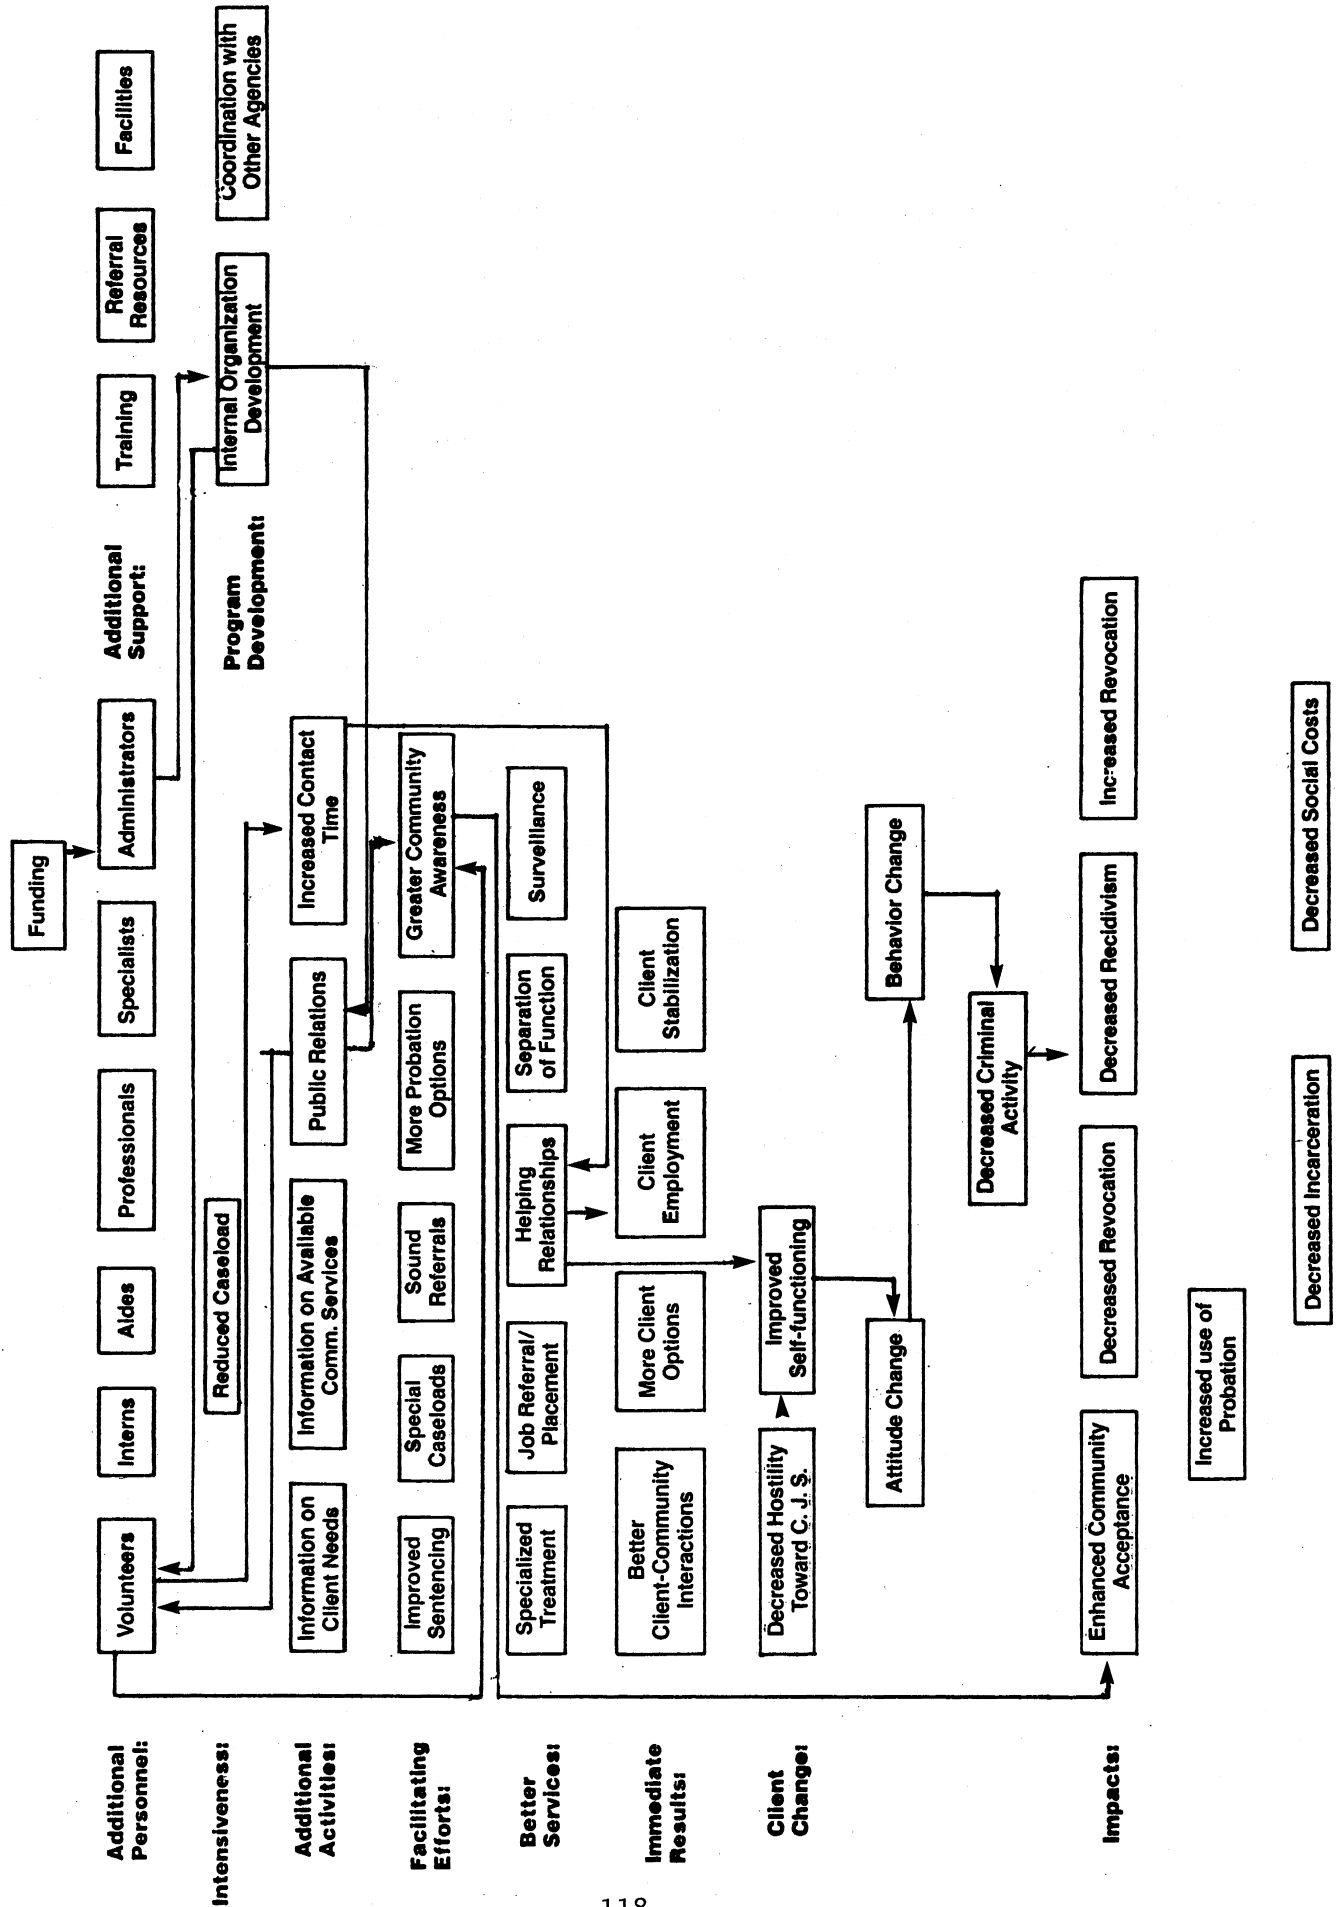 Funding
Additional
Personnel:
Volunteers
Interns
Aides
Professionals
Specialists
Administrators
Additional
Support:
Training
Referral
Resources
Facilities
Intensiveness:
Reduced Caseload
Program
Development:
Internal Organization
Development
Coordination with
Other Agencies
Additional
Activities:
Information on
Client Needs
Information on Available
Comm. Services
Public Relations
Increased Contact
Time
Facilitating
Efforts:
Improved
Sentencing
Special
Caseloads
Sound
Referrals
More Probation
Options
Greater Community
Awareness
Better
Services:
Specialized
Treatment
Job Referral/
Placement
Helping
Relationships
Separation
of Function
Surveillance
Immediate
Results:
Better
Client-Community
Interactions
More Client
Options
Client
Employment
Client
Stabilization
Client
Change:
Decreased Hostility
Toward C. J. S.
Improved
Self-functioning
Attitude Change
Behavior Change
Decreased Criminal
Activity
Impacts:
Enhanced Community
Acceptance
Decreased Revocation
Decreased Recidivism
Increased Revocation
Increased use of
Probation
Decreased Incarceration
Decreased Social Costs
118